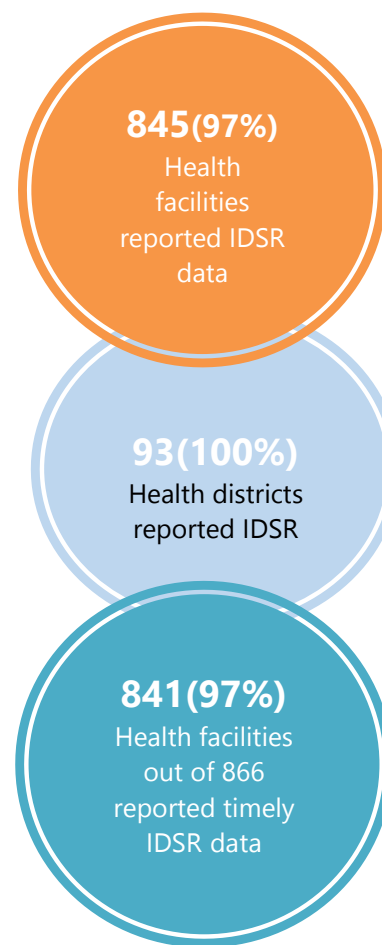 845(97%)
Health
facilities
reported IDSR
data
93(100%)
Health districts
reported IDSR
841(97%)
Health facilities
out of 866
reported timely
IDSR data